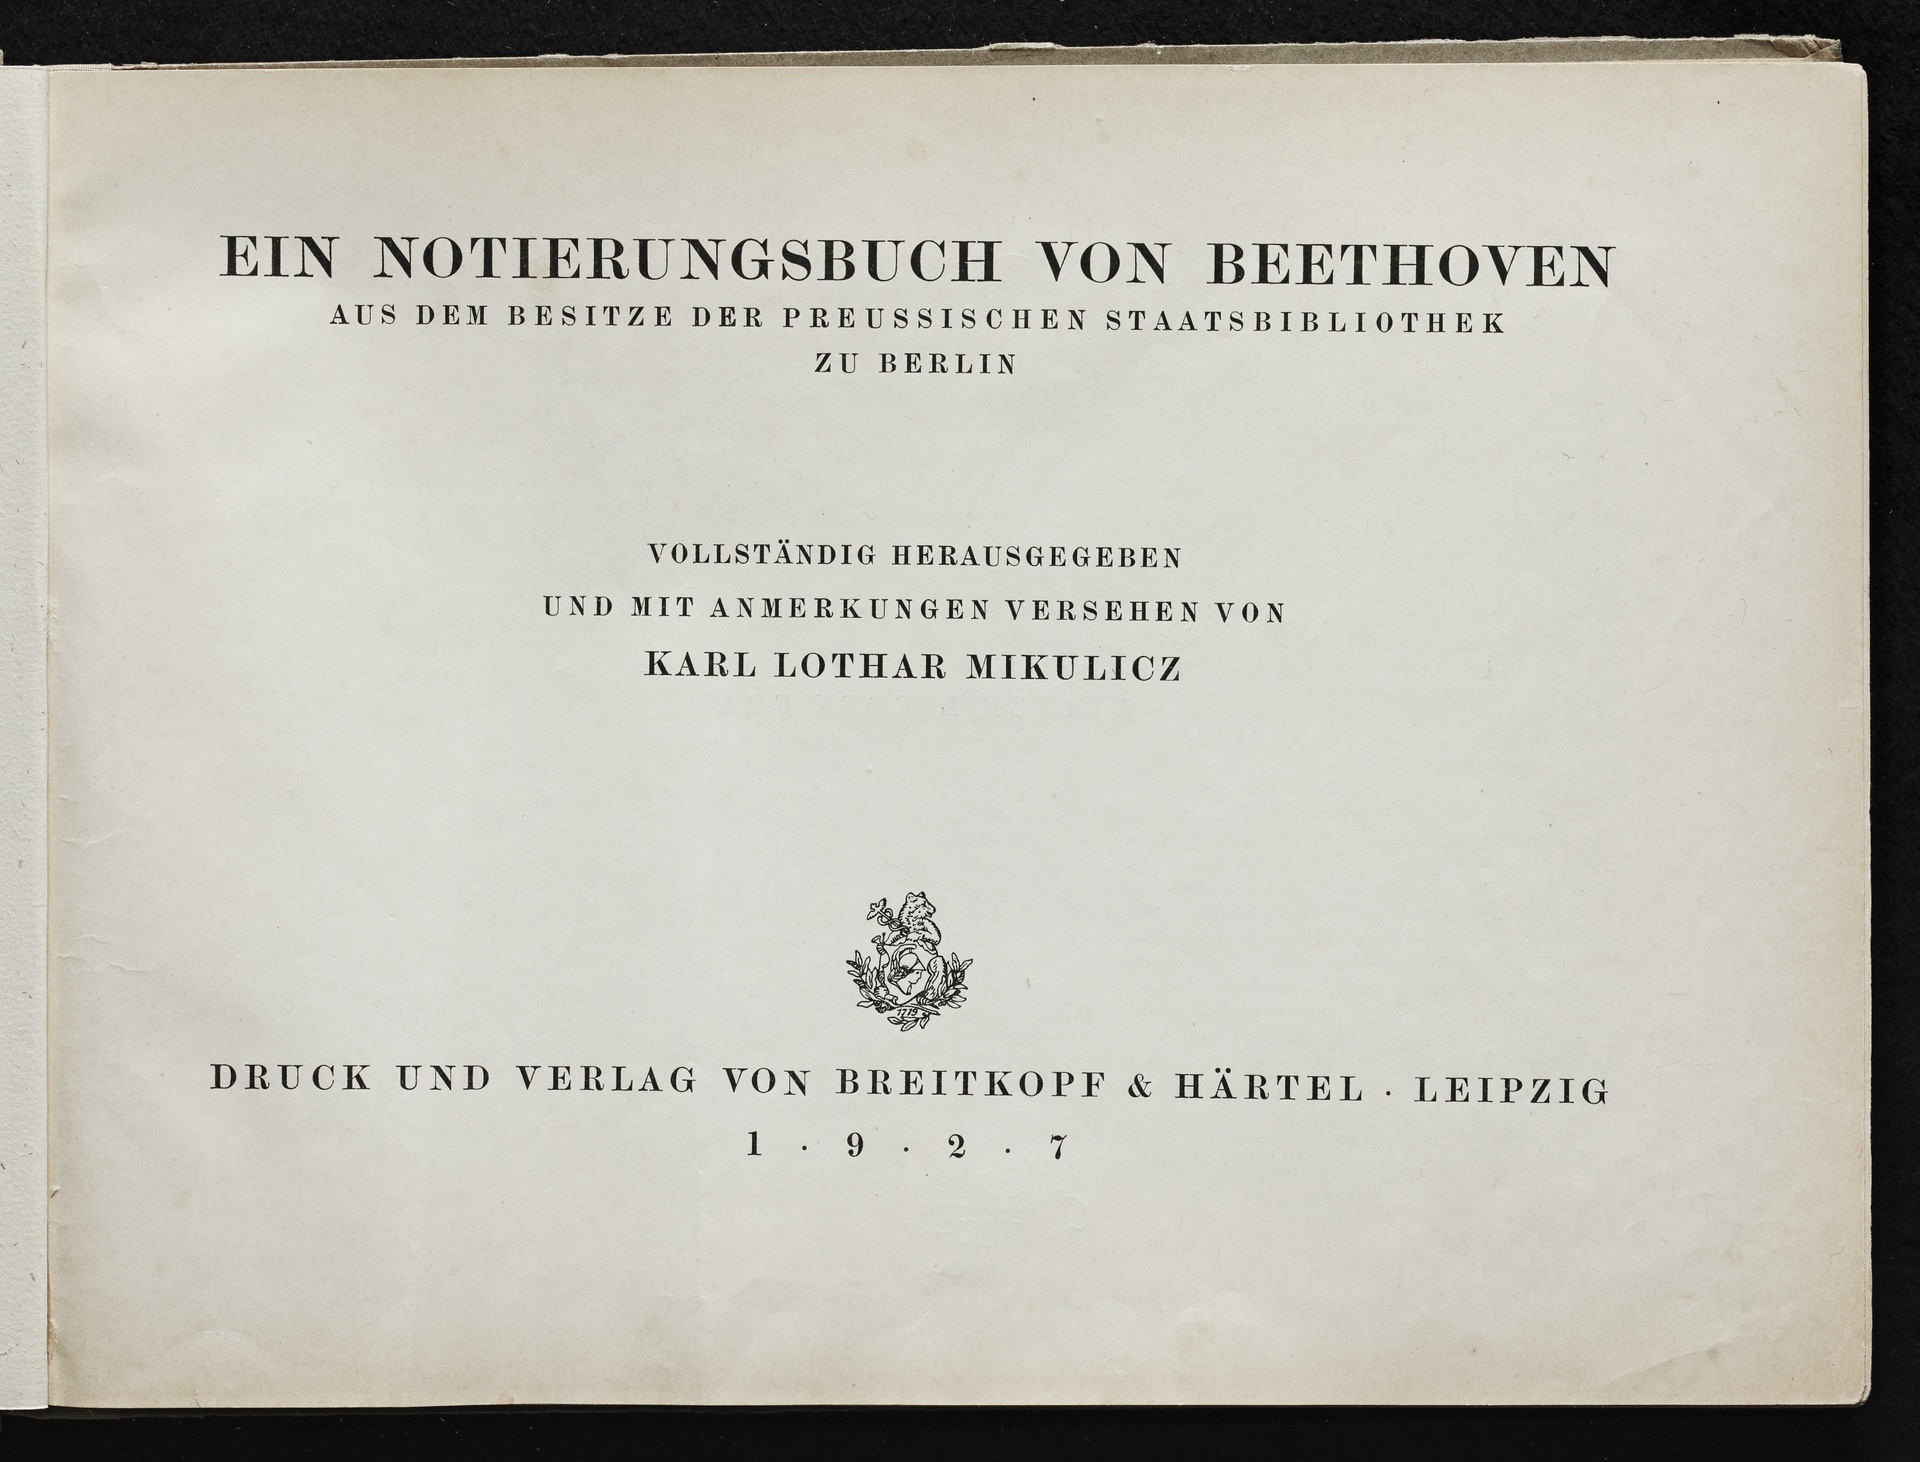 EIN NOTIERUNGSBUCH VON BEETHOVEN
AUS DEM BESITZE DER PREUSSISCHEN STAATSBIBLIOTHEK
ZU BERLIN
VOLLSTÄNDIG HERAUSGEGEBEN
UND MIT ANMERKUNGEN VERSEHEN VON
KARL LOTHAR MIKULICZ
1719
DRUCK UND VERLAG VON BREITKOPF & HÄRTEL · LEIPZIG
1 · 9 · 2 · 7